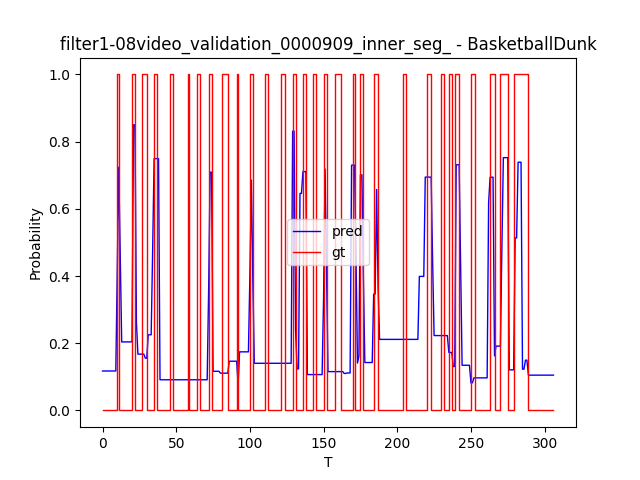 filter1-08video_validation_0000909_inner_seg_ - BasketballDunk
1.0
0.8
0.6
0.4
0.2
0.0
Probability
pred
gt
0 50 100 150 200 250 300
T